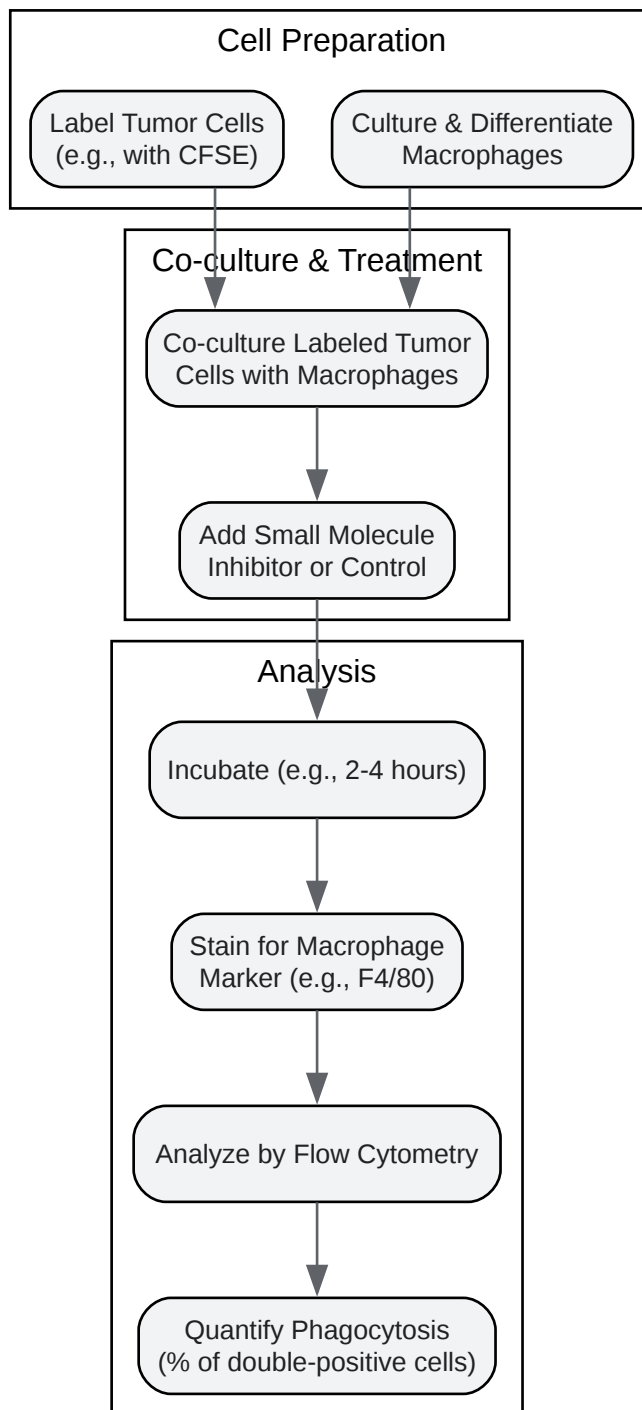 Cell Preparation
Label Tumor Cells
(e.g., with CFSE)
Culture & Differentiate
Macrophages
Co-culture & Treatment
Co-culture Labeled Tumor
Cells with Macrophages
Add Small Molecule
Inhibitor or Control
Analysis
Incubate (e.g., 2-4 hours)
Stain for Macrophage
Marker (e.g., F4/80)
Analyze by Flow Cytometry
Quantify Phagocytosis
(% of double-positive cells)